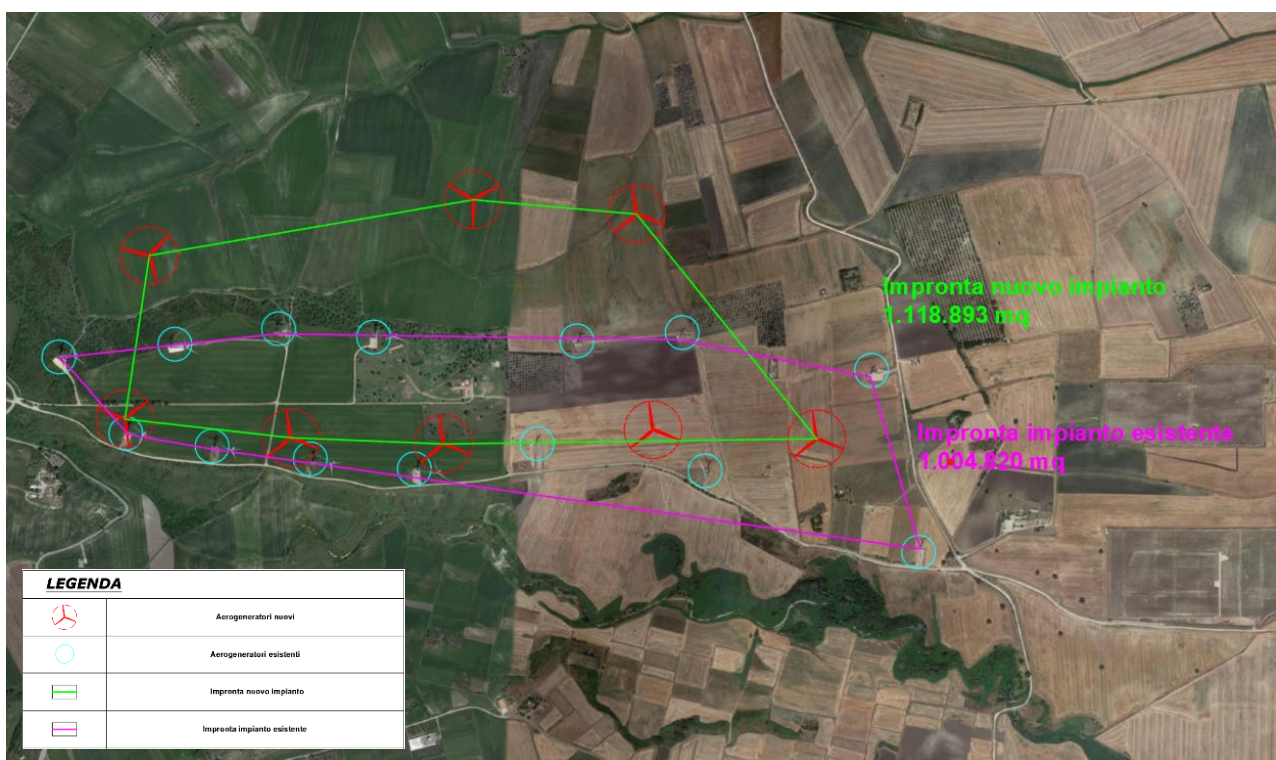 Impronta nuovo impianto
1.118.893 mq
Impronta impianto esistente
1.004.820 mq
LEGENDA
Aerogeneratori nuovi
Aerogeneratori esistenti
Impronta nuovo impianto
Impronta impianto esistente